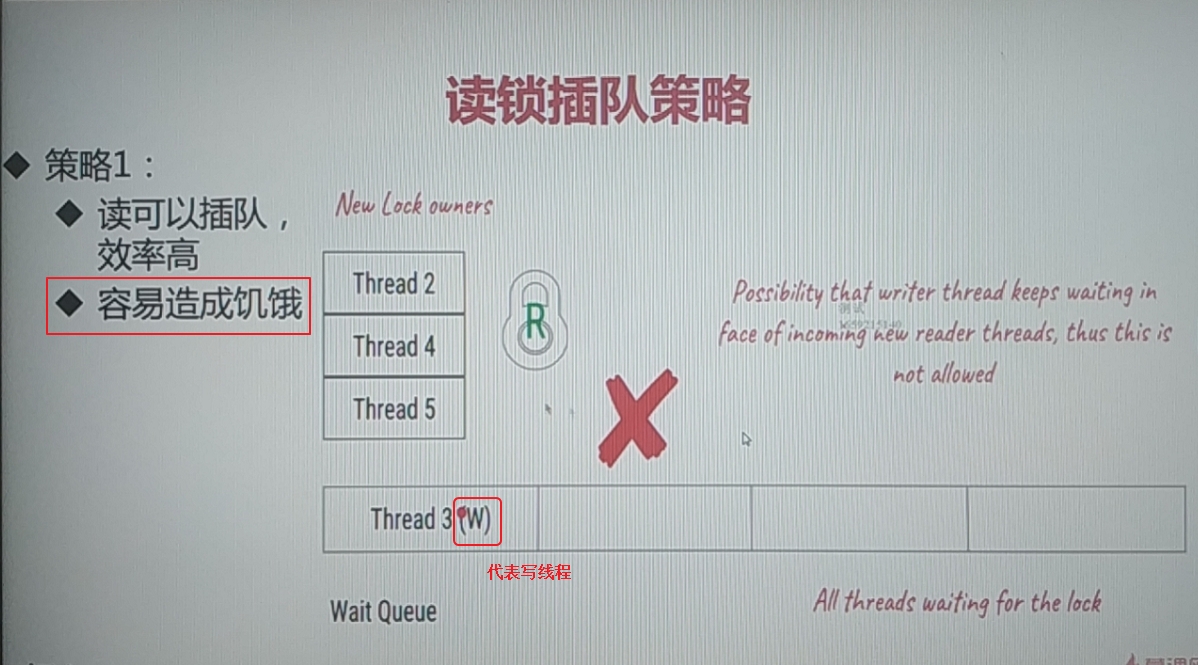 读锁插队策略
策略1：
读可以插队，
效率高
容易造成饥饿
New Lock owners
Thread 2
Thread 4
Thread 5
R
Possibility that writer thread keeps waiting in
face of incoming new reader threads, thus this is
not allowed
测试
Thread 3 (W)
代表写线程
Wait Queue
All threads waiting for the lock